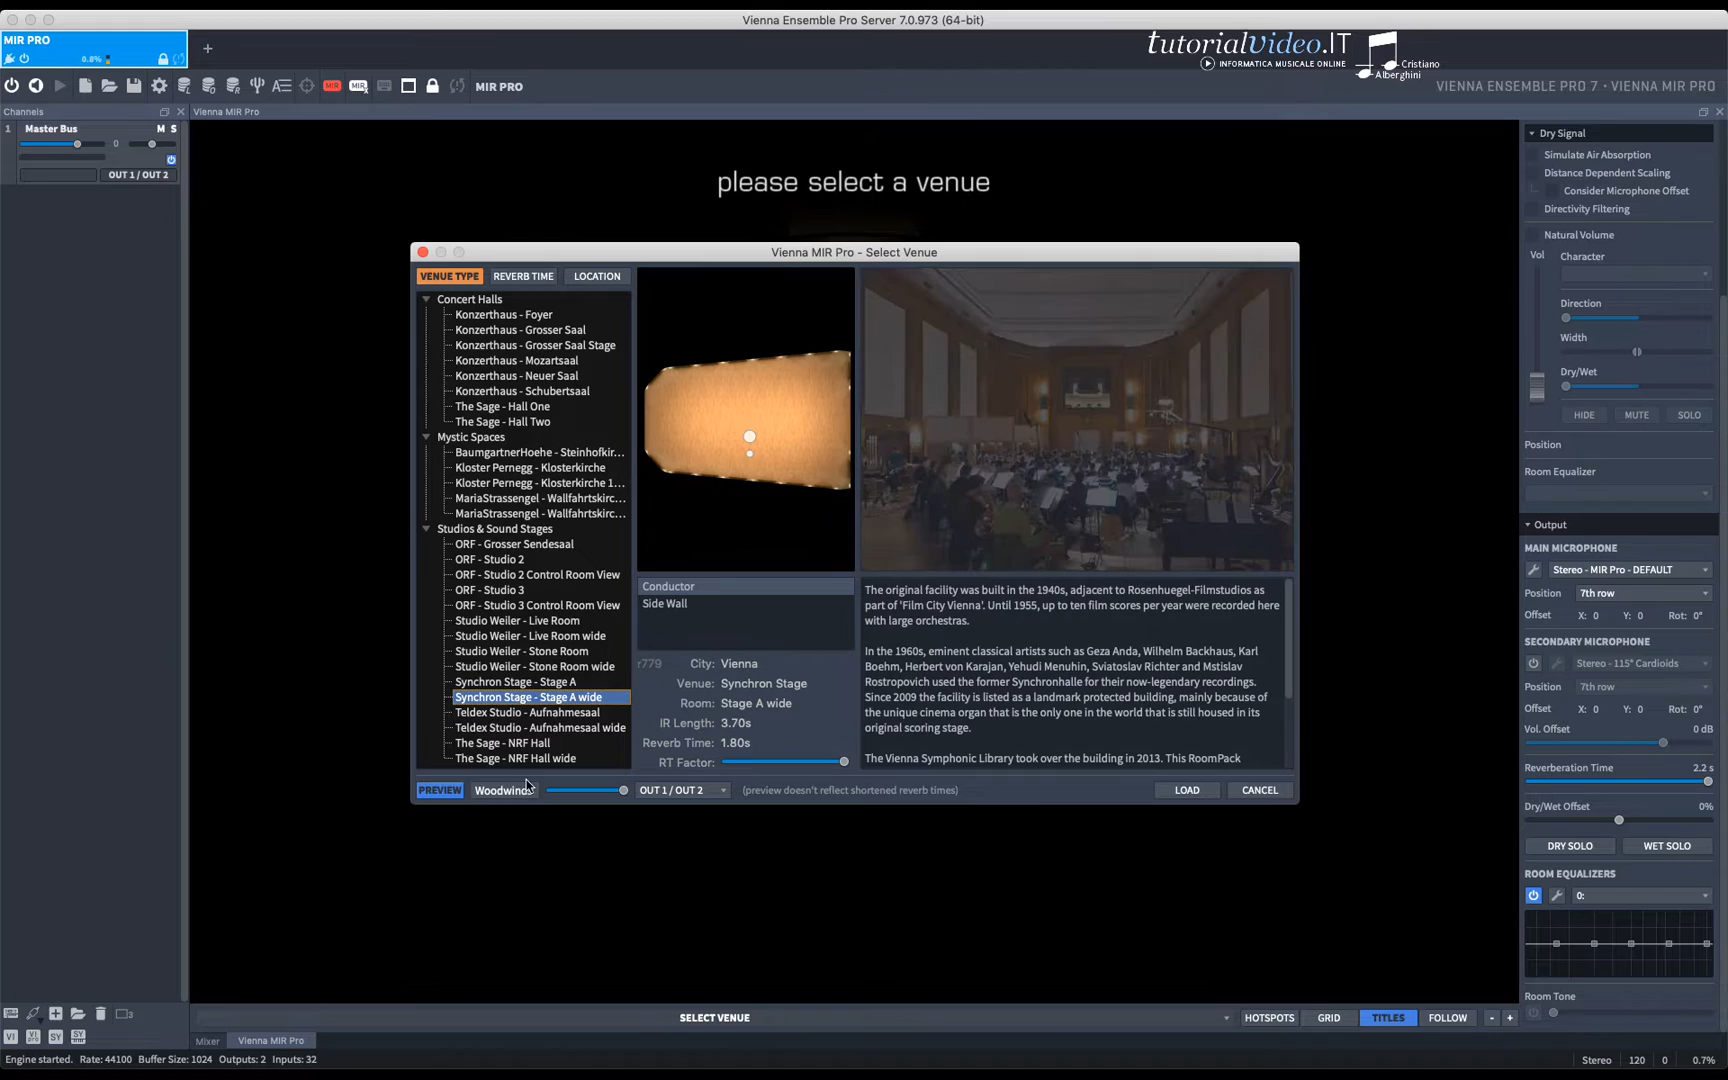 Vienna Ensemble Pro Server 7.0.973 (64-bit)
MIR PRO
0.8%
+
tutorialvideo.IT
INFORMATICA MUSICALE ONLINE
Cristiano
Alberghini
MIR PRO
VIENNA ENSEMBLE PRO 7 • VIENNA MIR PRO
Channels
Vienna MIR Pro
1 Master Bus M S
0
OUT 1 / OUT 2
please select a venue
Vienna MIR Pro - Select Venue
VENUE TYPE REVERB TIME LOCATION
Concert Halls
Konzerthaus - Foyer
Konzerthaus - Grosser Saal
Konzerthaus - Grosser Saal Stage
Konzerthaus - Mozartsaal
Konzerthaus - Neuer Saal
Konzerthaus - Schubertsaal
The Sage - Hall One
The Sage - Hall Two
Mystic Spaces
BaumgartnerHoehe - Steinhofkir...
Kloster Pernegg - Klosterkirche
Kloster Pernegg - Klosterkirche 1...
MariaStrassengel - Wallfahrtskirc...
MariaStrassengel - Wallfahrtskirc...
Studios & Sound Stages
ORF - Grosser Sendesaal
ORF - Studio 2
ORF - Studio 2 Control Room View
ORF - Studio 3
ORF - Studio 3 Control Room View
Studio Weiler - Live Room
Studio Weiler - Live Room wide
Studio Weiler - Stone Room
Studio Weiler - Stone Room wide
Synchron Stage - Stage A
Synchron Stage - Stage A wide
Teldex Studio - Aufnahmesaal
Teldex Studio - Aufnahmesaal wide
The Sage - NRF Hall
The Sage - NRF Hall wide
Conductor
Side Wall
r779 City: Vienna
Venue: Synchron Stage
Room: Stage A wide
IR Length: 3.70s
Reverb Time: 1.80s
RT Factor:
The original facility was built in the 1940s, adjacent to Rosenhuegel-Filmstudios as
part of 'Film City Vienna'. Until 1955, up to ten film scores per year were recorded here
with large orchestras.
In the 1960s, eminent classical artists such as Geza Anda, Wilhelm Backhaus, Karl
Boehm, Herbert von Karajan, Yehudi Menuhin, Sviatoslav Richter and Mstislav
Rostropovich used the former Synchronhalle for their now-legendary recordings.
Since 2009 the facility is listed as a landmark protected building, mainly because of
the unique cinema organ that is the only one in the world that is still housed in its
original scoring stage.
The Vienna Symphonic Library took over the building in 2013. This RoomPack
PREVIEW Woodwinds OUT 1 / OUT 2 (preview doesn't reflect shortened reverb times) LOAD CANCEL
Dry Signal
Simulate Air Absorption
Distance Dependent Scaling
Consider Microphone Offset
Directivity Filtering
Natural Volume
Vol Character
Direction
Width
Dry/Wet
HIDE MUTE SOLO
Position
Room Equalizer
Output
MAIN MICROPHONE
Stereo - MIR Pro - DEFAULT
Position 7th row
Offset X: 0 Y: 0 Rot: 0°
SECONDARY MICROPHONE
Stereo - 115° Cardioids
Position 7th row
Offset X: 0 Y: 0 Rot: 0°
Vol. Offset 0 dB
Reverberation Time 2.2 s
Dry/Wet Offset 0%
DRY SOLO WET SOLO
ROOM EQUALIZERS
0:
Room Tone
3
VI VI pro SY SY
SELECT VENUE HOTSPOTS GRID TITLES FOLLOW - +
Mixer Vienna MIR Pro
Engine started. Rate: 44100 Buffer Size: 1024 Outputs: 2 Inputs: 32
Stereo 120 0 0.7%